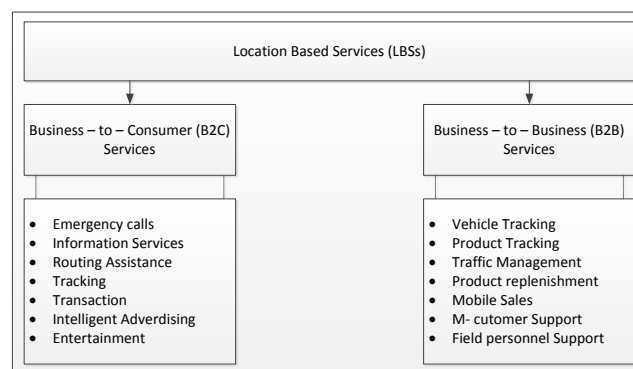 Location Based Services (LBSs)
Business – to – Consumer (B2C)
Services
Business – to – Business (B2B)
Services
• Emergency calls
• Information Services
• Routing Assistance
• Tracking
• Transaction
• Intelligent Adverdising
• Entertainment
• Vehicle Tracking
• Product Tracking
• Traffic Management
• Product replenishment
• Mobile Sales
• M- cutomer Support
• Field personnel Support